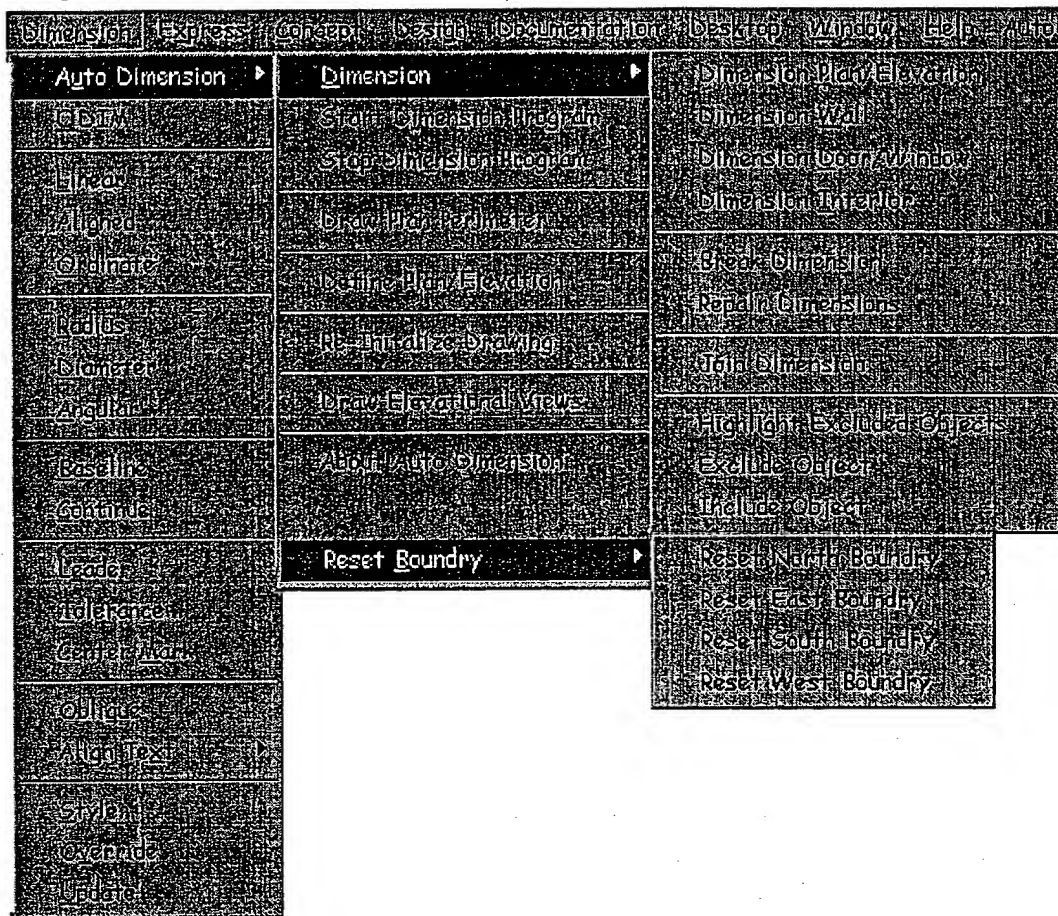 Dimension Express Concept Design Documentation Desktop Window Help
Auto Dimension
QDIM
Linear
Aligned
Ordinate
Radius
Diameter
Angular
Baseline
Continue
Leader
Tolerance...
Center Mark
Oblique
Align Text
Style...
Override
Update
Dimension
Start Dimension Program
Stop Dimension Program
Draw Plan Perimeter
Define Plan/Elevation
Re-Initalize Drawing
Draw Elevational Views
About Auto Dimension
Reset Boundry
Dimension Plan/Elevation
Dimension Wall
Dimension Door/Window
Dimension Interior
Break Dimension
Repair Dimensions
Join Dimension
Highlight Excluded Objects
Exclude Object
Include Object
Reset North Boundry
Reset East Boundry
Reset South Boundry
Reset West Boundry